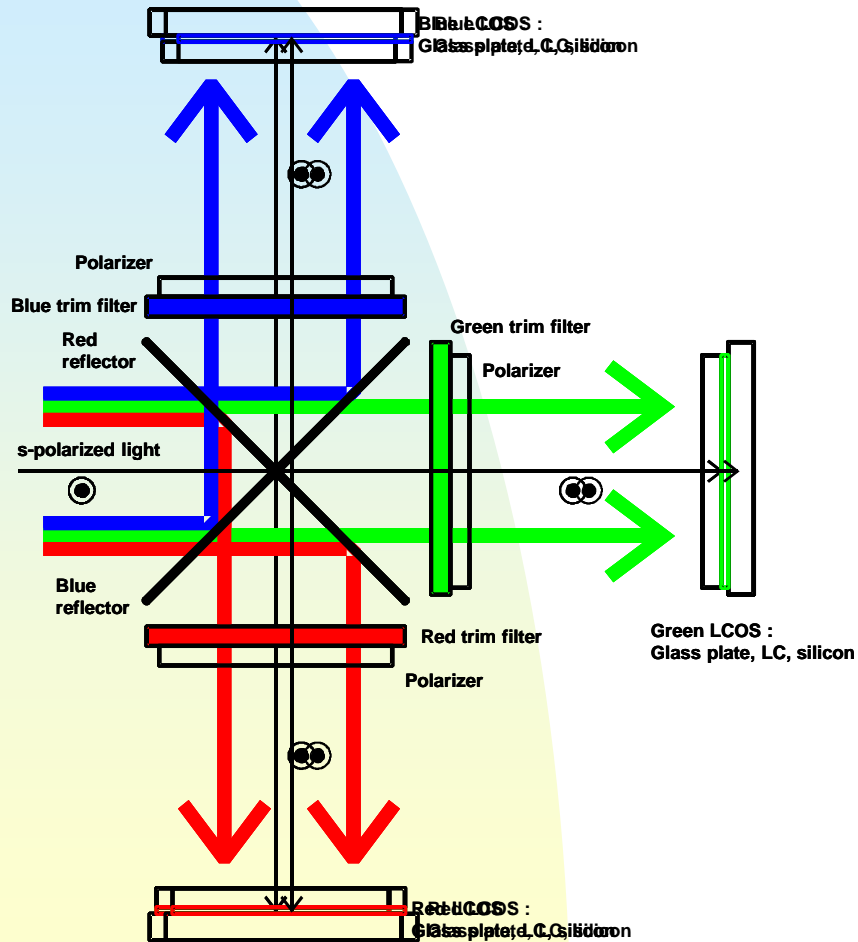 Blue LCOS :
Glass plate, LC, silicon
Polarizer
Blue trim filter
Red
reflector
Green trim filter
Polarizer
s-polarized light
Blue
reflector
Red trim filter
Polarizer
Green LCOS :
Glass plate, LC, silicon
Red LCOS :
Glass plate, LC, silicon